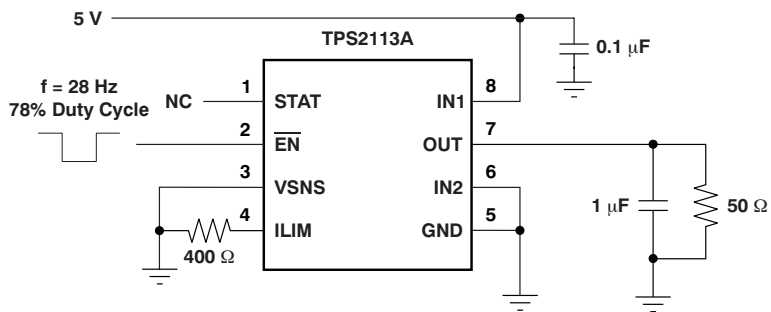 5 V
TPS2113A
0.1 μF
f = 28 Hz
78% Duty Cycle
NC
1
STAT
IN1
8
2
EN
OUT
7
3
VSNS
IN2
6
1 μF
50 Ω
4
ILIM
GND
5
400 Ω